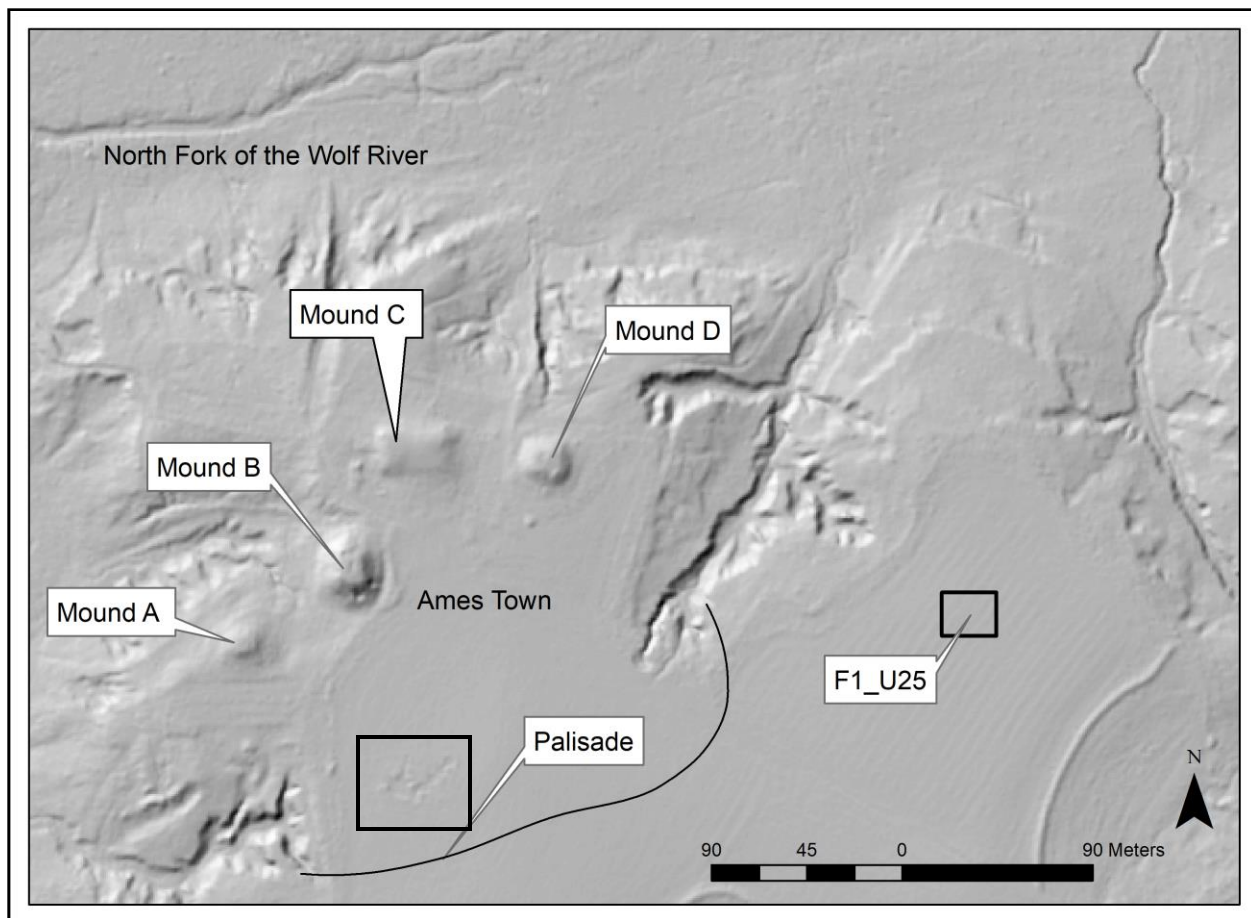 North Fork of the Wolf River
Mound C
Mound D
Mound B
Ames Town
Mound A
F1_U25
Palisade
N
90 45 0 90 Meters